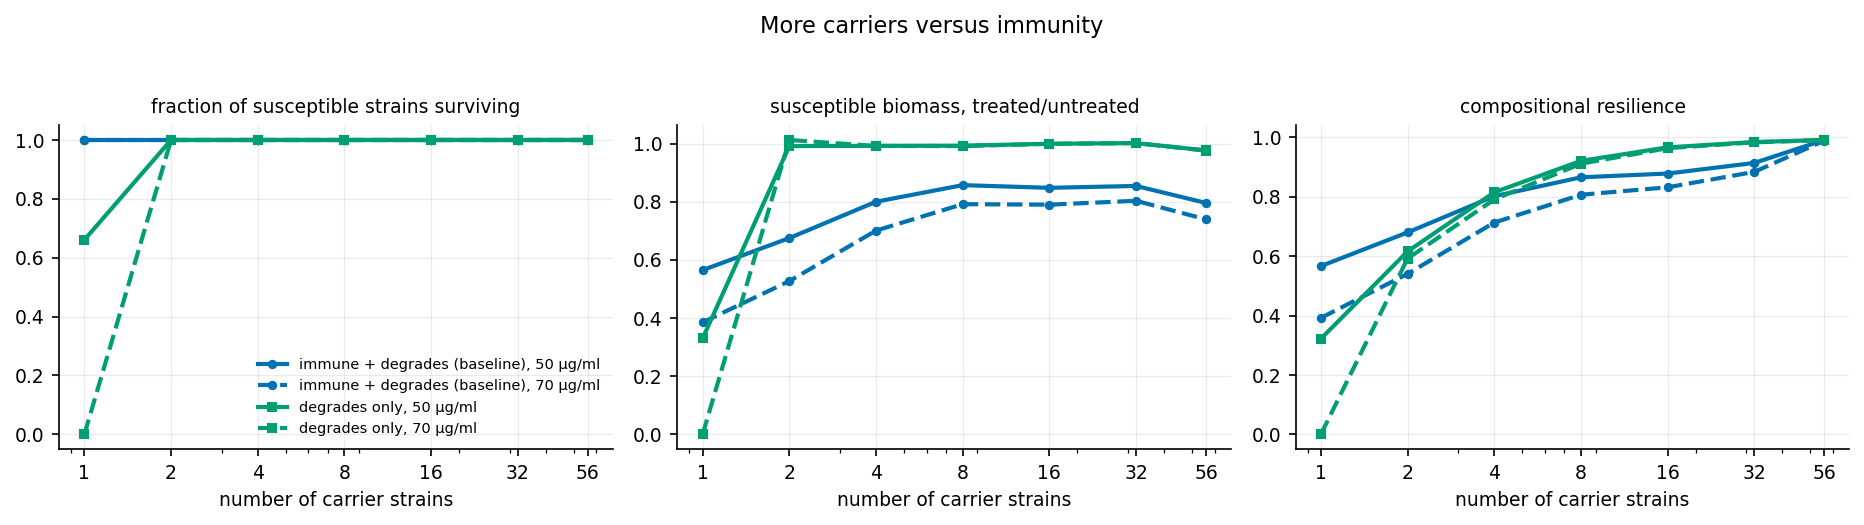 More carriers versus immunity
fraction of susceptible strains surviving
1.0
0.8
0.6
0.4
0.2
0.0
immune + degrades (baseline), 50 µg/ml
immune + degrades (baseline), 70 µg/ml
degrades only, 50 µg/ml
degrades only, 70 µg/ml
1 2 4 8 16 32 56
number of carrier strains
susceptible biomass, treated/untreated
1.0
0.8
0.6
0.4
0.2
0.0
1 2 4 8 16 32 56
number of carrier strains
compositional resilience
1.0
0.8
0.6
0.4
0.2
0.0
1 2 4 8 16 32 56
number of carrier strains